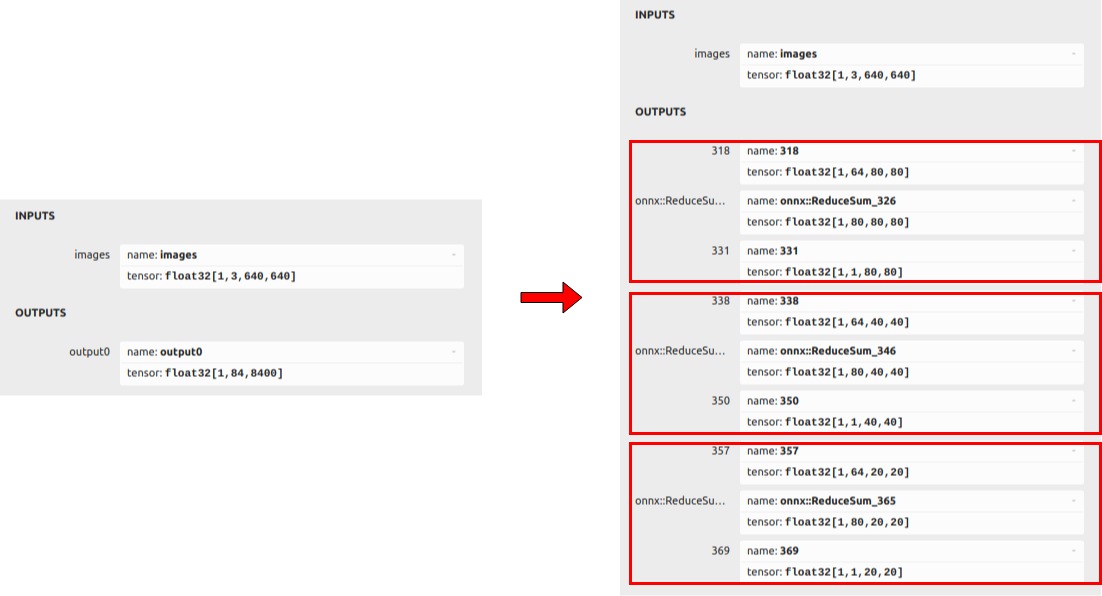 INPUTS
images
name: images
tensor: float32[1,3,640,640]
OUTPUTS
output0
name: output0
tensor: float32[1,84,8400]
INPUTS
images
name: images
tensor: float32[1,3,640,640]
OUTPUTS
318
name: 318
tensor: float32[1,64,80,80]
onnx::ReduceSu...
name: onnx::ReduceSum_326
tensor: float32[1,80,80,80]
331
name: 331
tensor: float32[1,1,80,80]
338
name: 338
tensor: float32[1,64,40,40]
onnx::ReduceSu...
name: onnx::ReduceSum_346
tensor: float32[1,80,40,40]
350
name: 350
tensor: float32[1,1,40,40]
357
name: 357
tensor: float32[1,64,20,20]
onnx::ReduceSu...
name: onnx::ReduceSum_365
tensor: float32[1,80,20,20]
369
name: 369
tensor: float32[1,1,20,20]